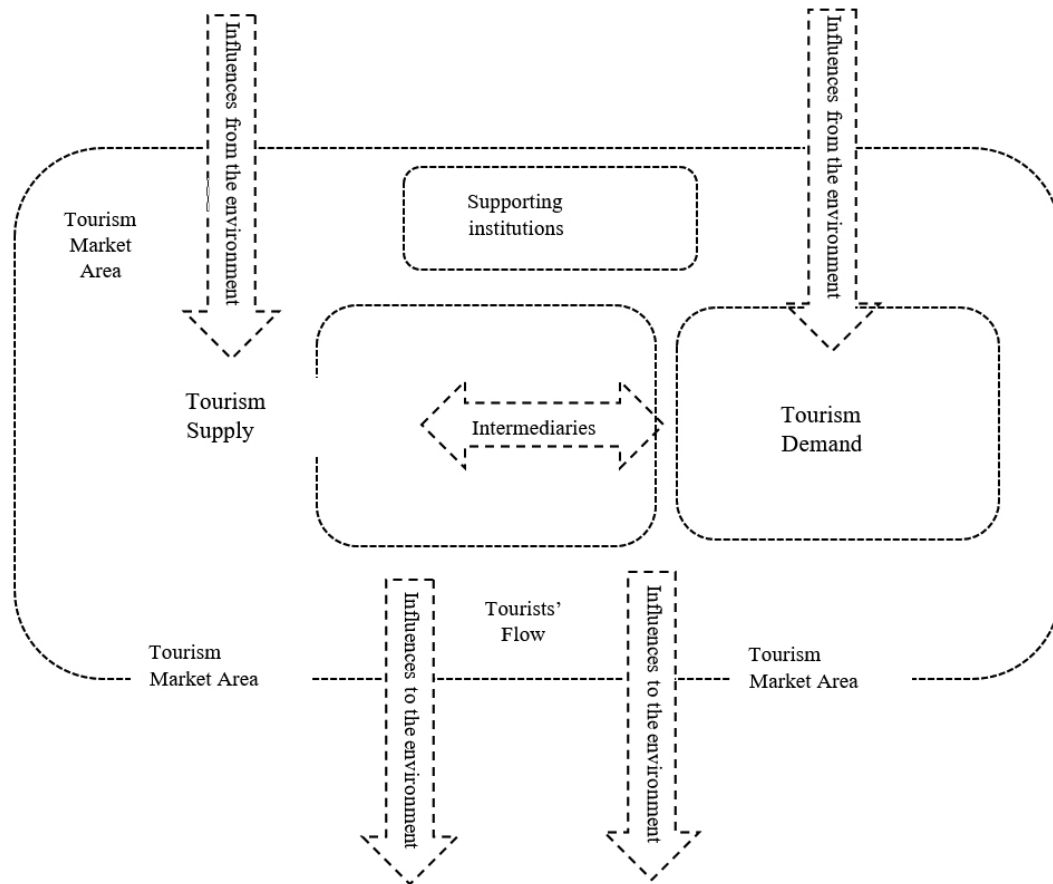 Influences from the environment
Influences from the environment
Supporting
institutions
Tourism
Market
Area
Tourism
Supply
Intermediaries
Tourism
Demand
Influences to the environment
Tourists’
Flow
Influences to the environment
Tourism
Market Area
Tourism
Market Area